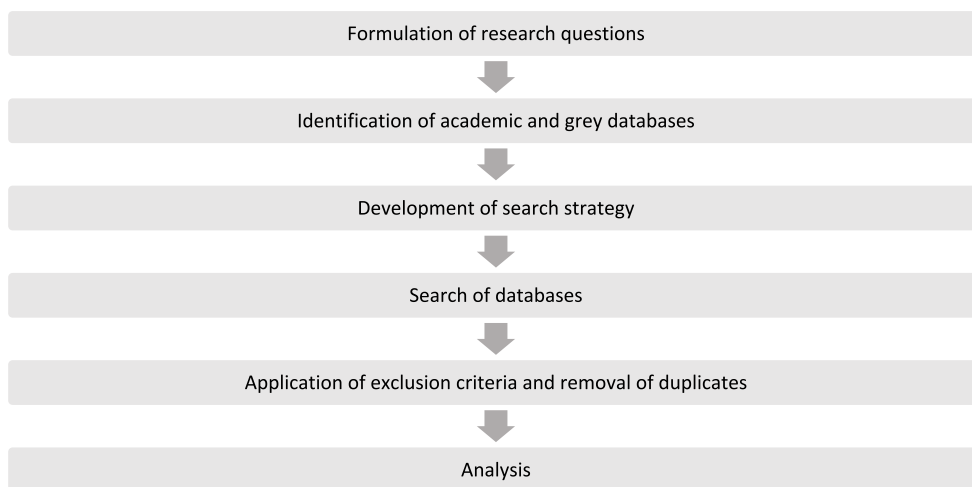 Formulation of research questions
Identification of academic and grey databases
Development of search strategy
Search of databases
Application of exclusion criteria and removal of duplicates
Analysis